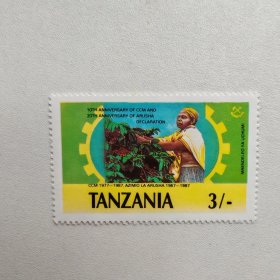 10TH ANNIVERSARY OF CCM AND
20TH ANNIVERSARY OF ARUSHA
DECLARATION
MAENDELEO YA UCHUMI
CCM 1977-1987 AZIMIO LA ARUSHA 1967-1987
TANZANIA 3/-